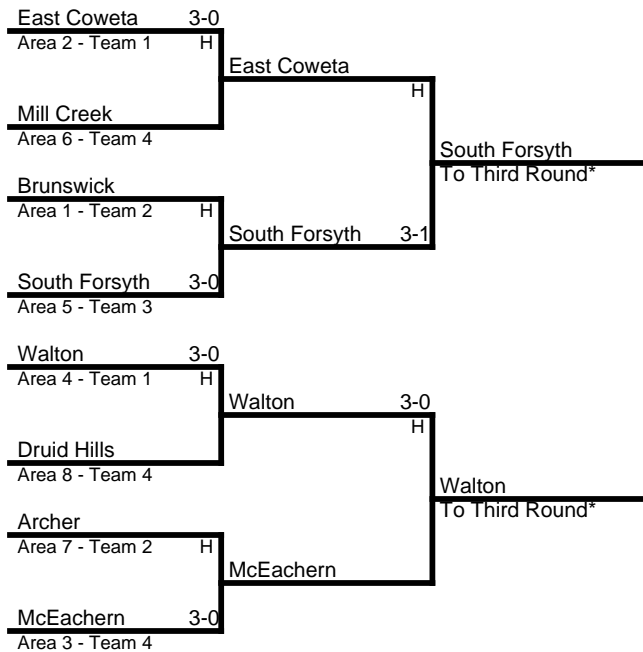 East Coweta 3-0
Area 2 - Team 1 H
East Coweta
H
Mill Creek
Area 6 - Team 4
South Forsyth
To Third Round*
Brunswick
Area 1 - Team 2 H
South Forsyth 3-1
South Forsyth 3-0
Area 5 - Team 3
Walton 3-0
Area 4 - Team 1 H
Walton 3-0
H
Druid Hills
Area 8 - Team 4
Walton
To Third Round*
Archer
Area 7 - Team 2 H
McEachern
McEachern 3-0
Area 3 - Team 4